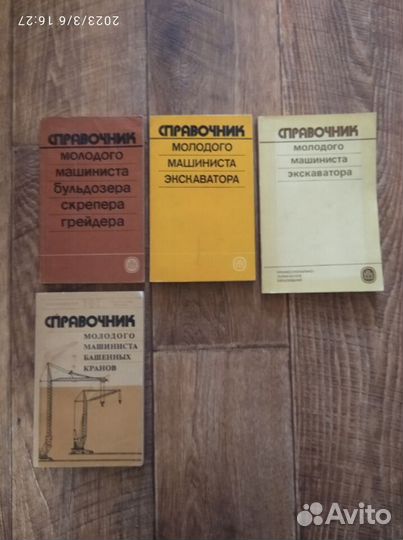 2023/3/6 16:27
СПРАВОЧНИК
МОЛОДОГО
МАШИНИСТА
БУЛЬДОЗЕРА
СКРЕПЕРА
ГРЕЙДЕРА
СПРАВОЧНИК
МОЛОДОГО
МАШИНИСТА
ЭКСКАВАТОРА
СПРАВОЧНИК
молодого
машиниста
экскаватора
СПРАВОЧНИК
МОЛОДОГО
МАШИНИСТА
БАШЕННЫХ
КРАНОВ
Avito